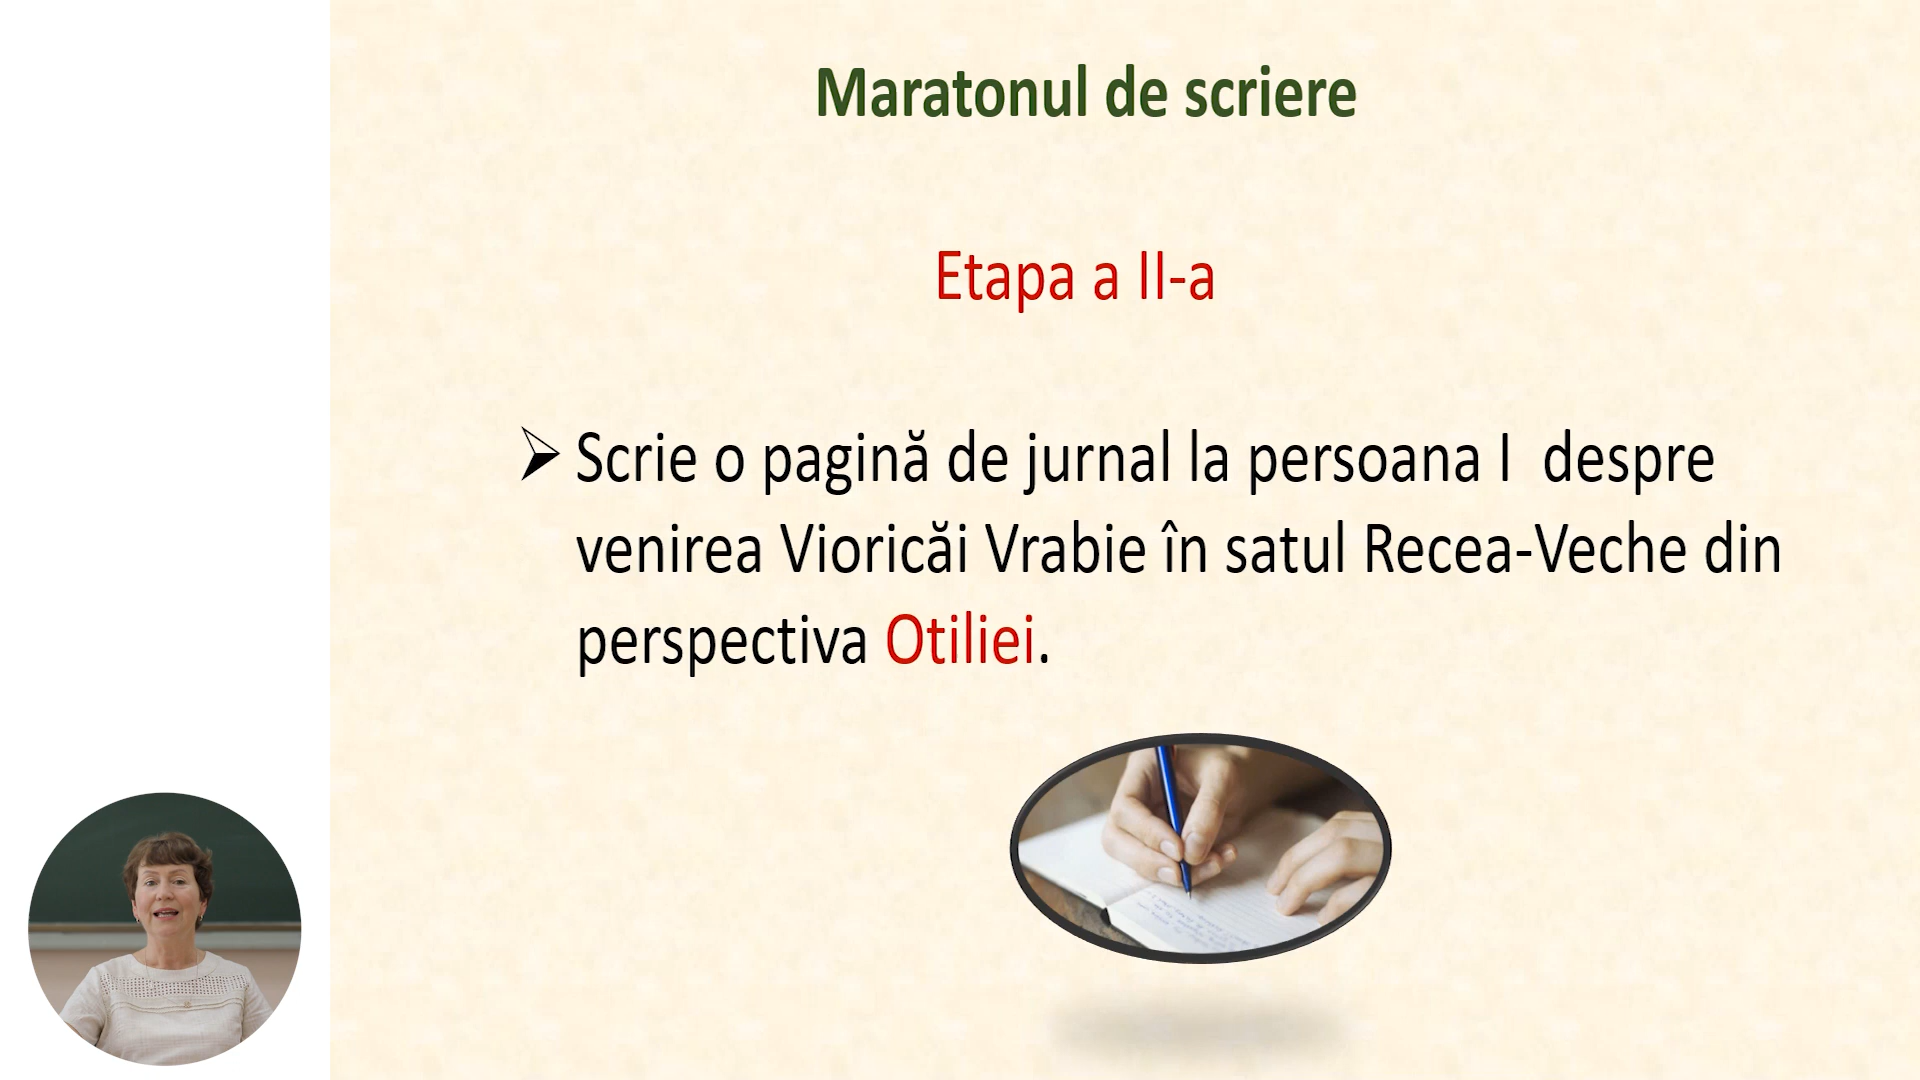 Maratonul de scriere
Etapa a II-a
Scrie o pagină de jurnal la persoana I despre
venirea Vioricăi Vrabie în satul Recea-Veche din
perspectiva Otiliei.